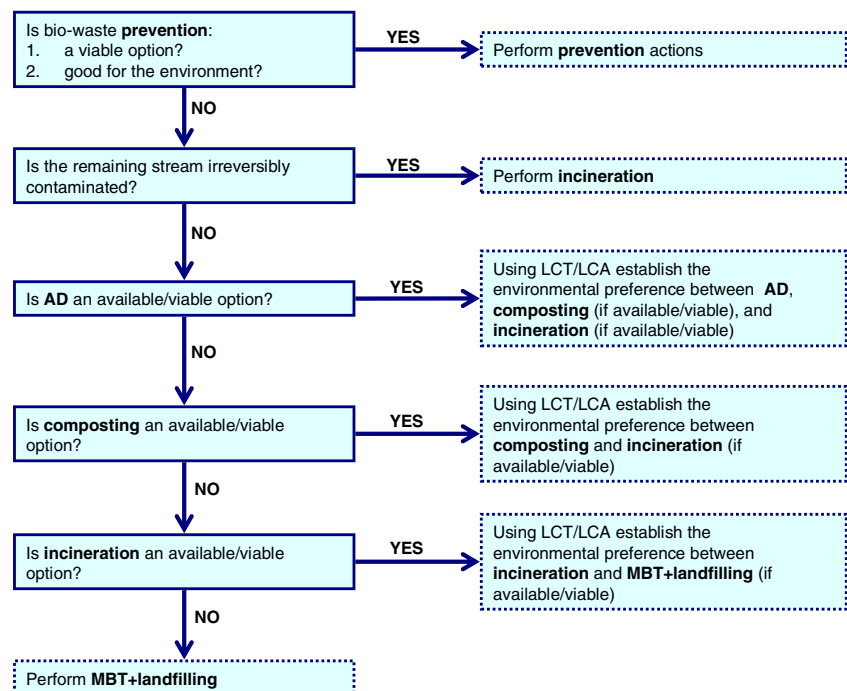 Is bio-waste prevention:
1. a viable option?
2. good for the environment?
YES
Perform prevention actions
NO
Is the remaining stream irreversibly
contaminated?
YES
Perform incineration
NO
Is AD an available/viable option?
YES
Using LCT/LCA establish the
environmental preference between AD,
composting (if available/viable), and
incineration (if available/viable)
NO
Is composting an available/viable
option?
YES
Using LCT/LCA establish the
environmental preference between
composting and incineration (if
available/viable)
NO
Is incineration an available/viable
option?
YES
Using LCT/LCA establish the
environmental preference between
incineration and MBT+landfilling (if
available/viable)
NO
Perform MBT+landfilling